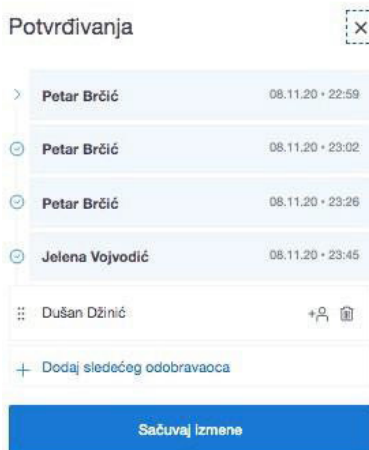 Potvrđivanja
Petar Brčić 08.11.20 • 22:59
Petar Brčić 08.11.20 • 23:02
Petar Brčić 08.11.20 • 23:26
Jelena Vojvodić 08.11.20 • 23:45
Dušan Džinić
Dodaj sledećeg odobravaoca
Sačuvaj izmene